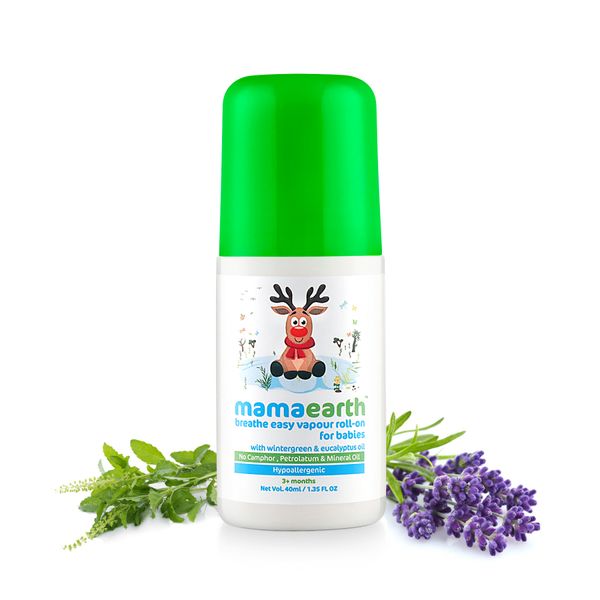 mamaearth™
breathe easy vapour roll-on
for babies
with wintergreen & eucalyptus oil
No Camphor , Petrolatum & Mineral Oil
Hypoallergenic
3+ months
Net Vol. 40ml / 1.35 FL OZ